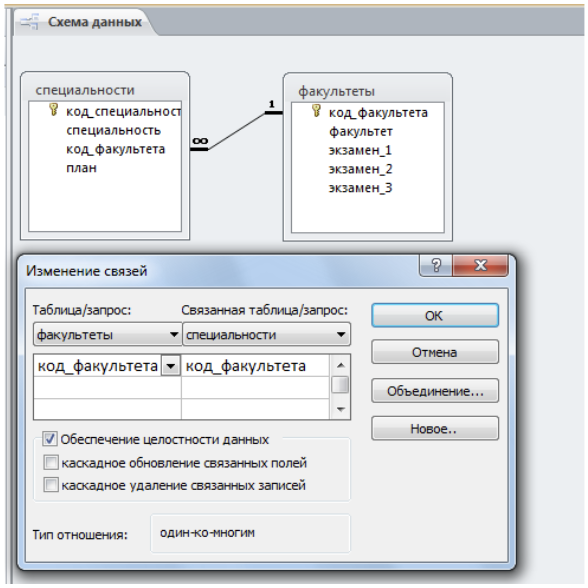 Схема данных
специальности
код_специальност
специальность
код_факультета
план
∞
1
факультеты
код_факультета
факультет
экзамен_1
экзамен_2
экзамен_3
Изменение связей
?
Таблица/запрос: Связанная таблица/запрос:
факультеты специальности
код_факультета код_факультета
Обеспечение целостности данных
каскадное обновление связанных полей
каскадное удаление связанных записей
Тип отношения: один-ко-многим
ОК
Отмена
Объединение...
Новое..